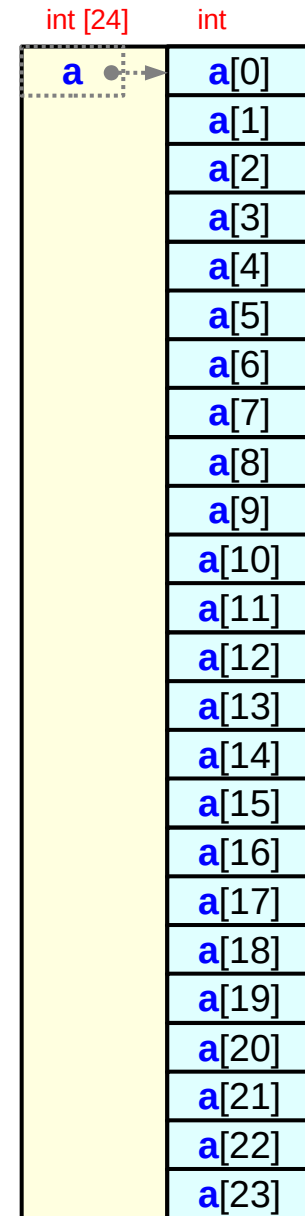 int [24] int
a a[0]
a[1]
a[2]
a[3]
a[4]
a[5]
a[6]
a[7]
a[8]
a[9]
a[10]
a[11]
a[12]
a[13]
a[14]
a[15]
a[16]
a[17]
a[18]
a[19]
a[20]
a[21]
a[22]
a[23]